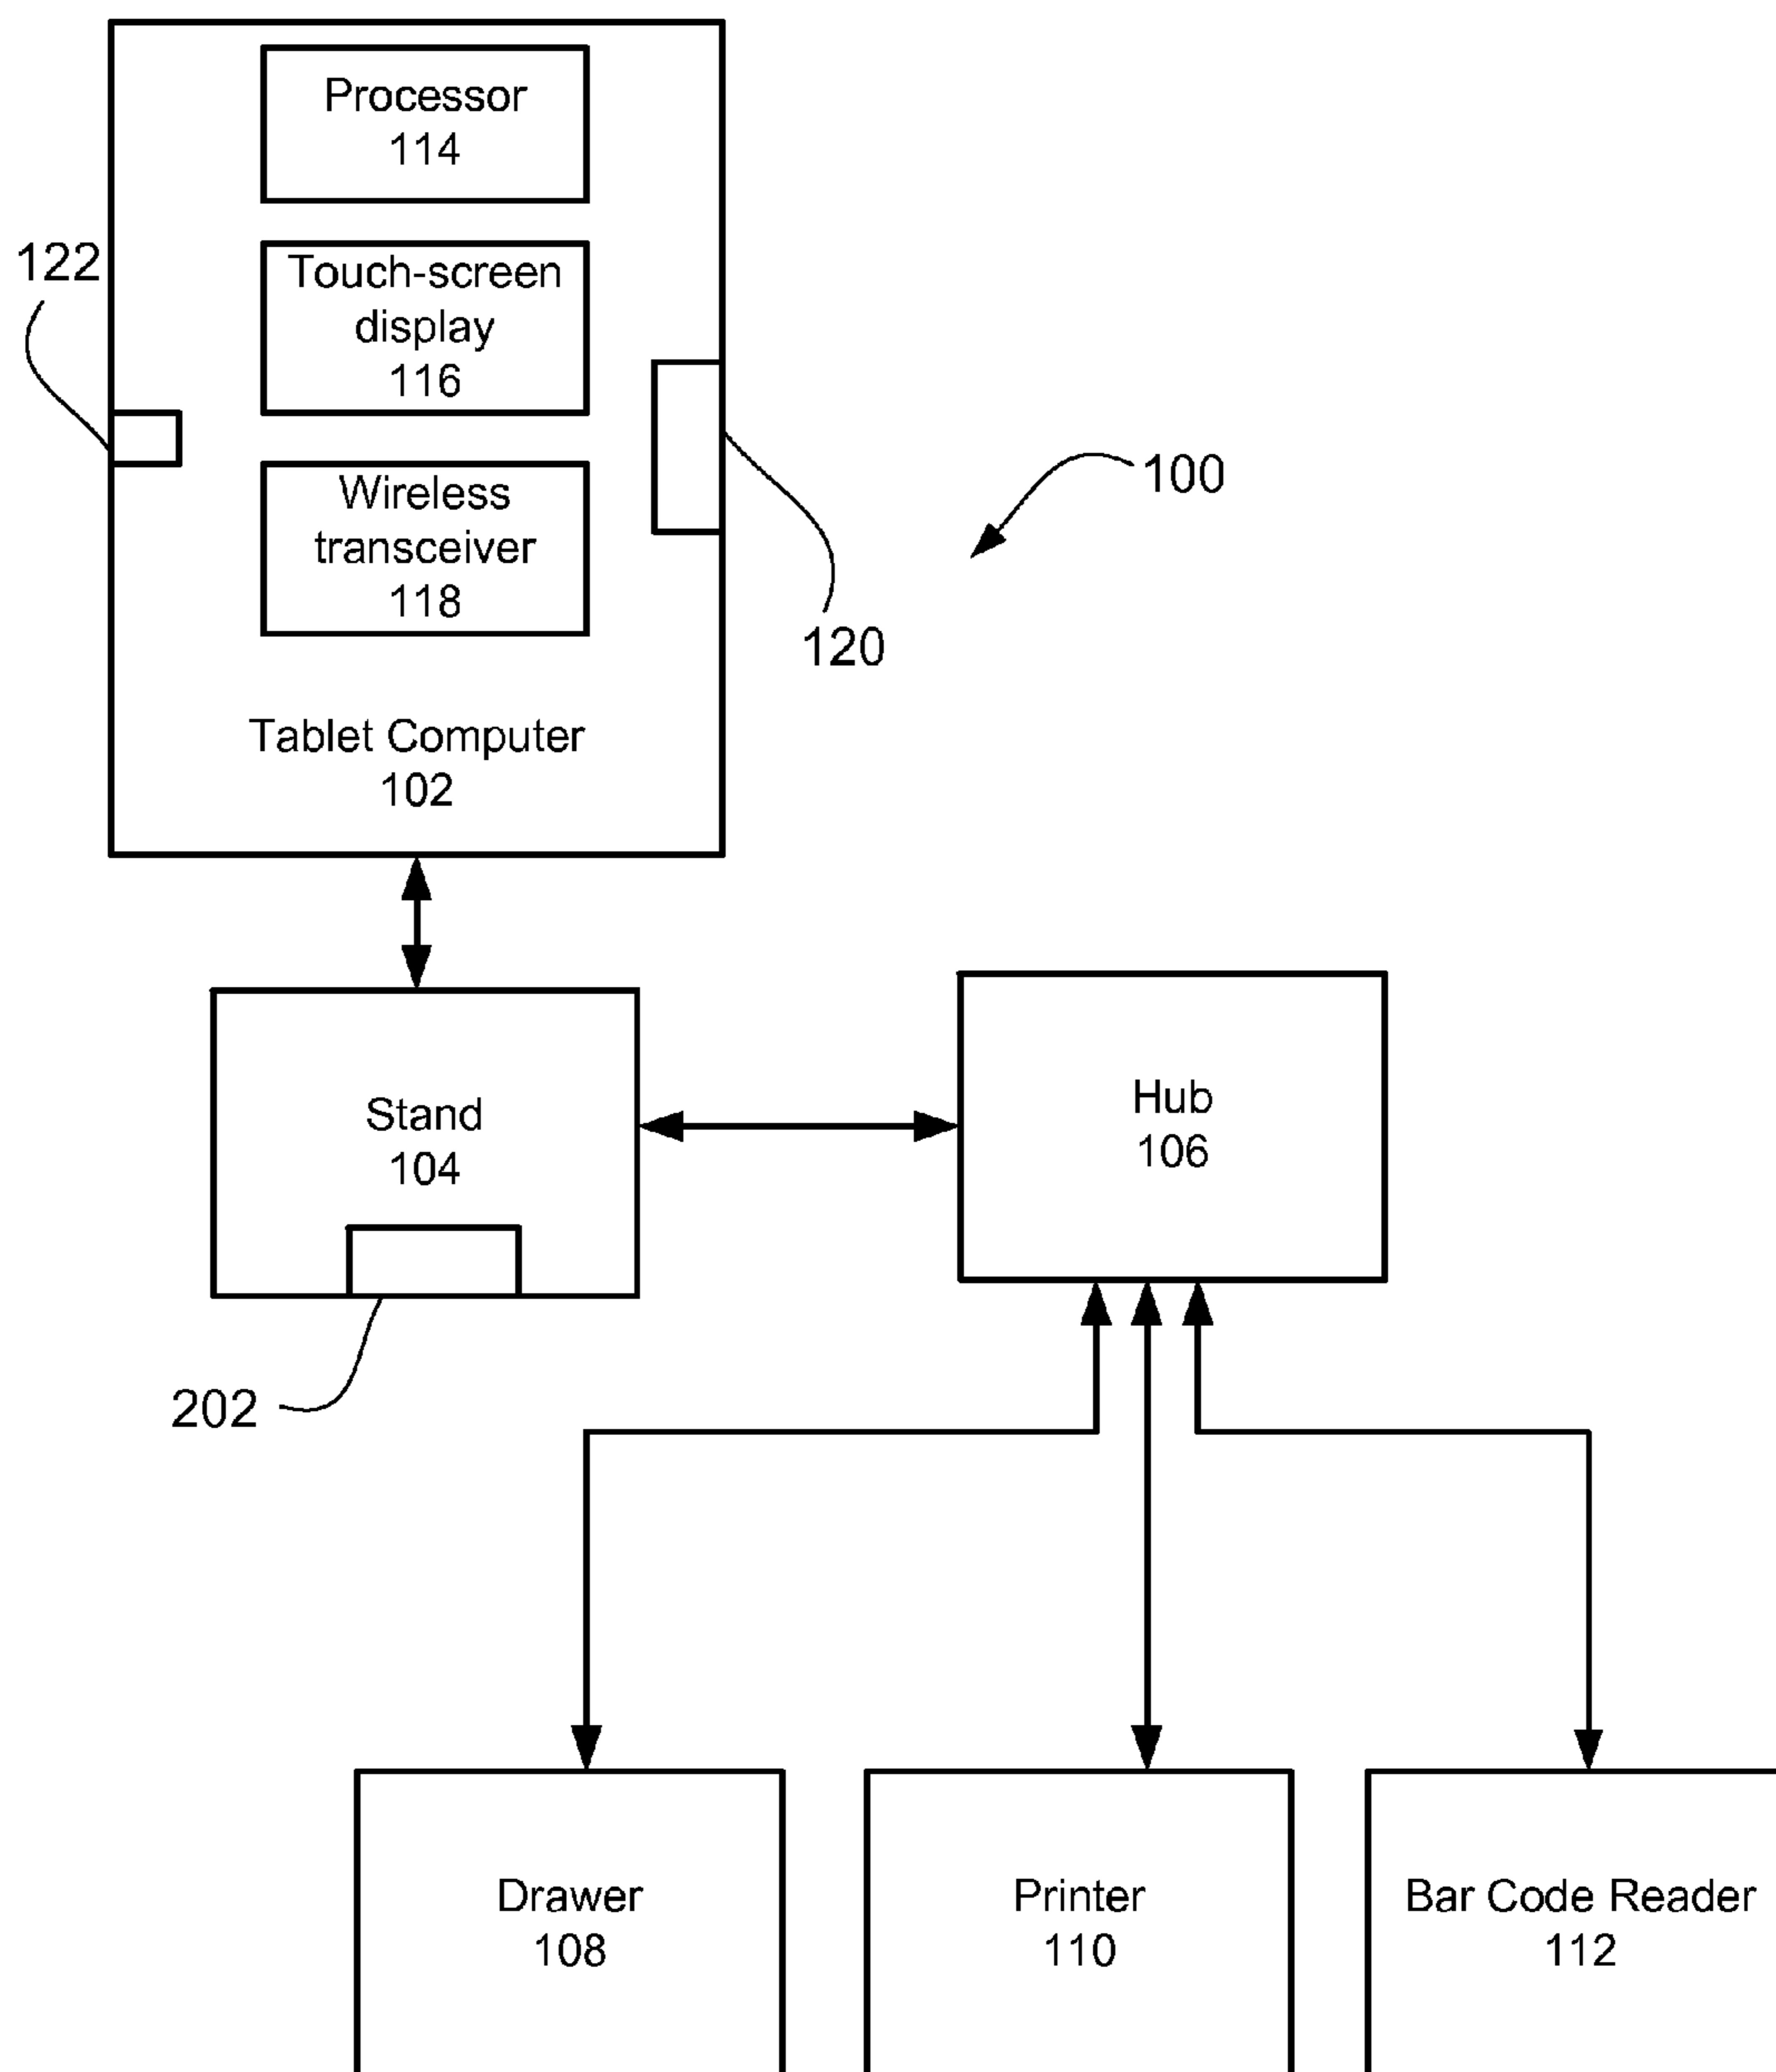 Processor
114
122
Touch-screen
display
116
100
Wireless
transceiver
118
120
Tablet Computer
102
Stand
104
Hub
106
202
Drawer
108
Printer
110
Bar Code Reader
112